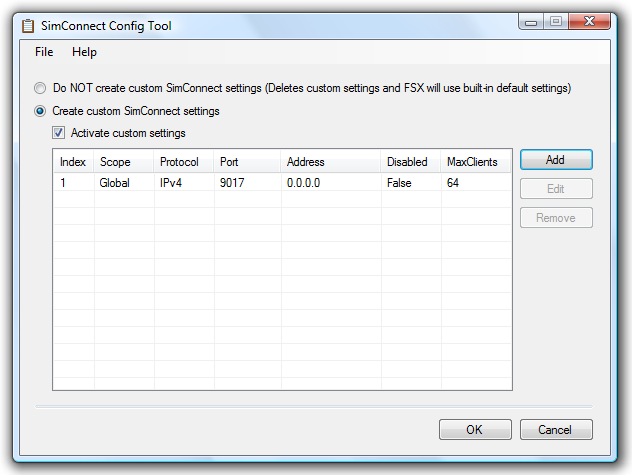 SimConnect Config Tool
File Help
Do NOT create custom SimConnect settings (Deletes custom settings and FSX will use built-in default settings)
Create custom SimConnect settings
Activate custom settings
Index Scope Protocol Port Address Disabled MaxClients
1 Global IPv4 9017 0.0.0.0 False 64
Add
Edit
Remove
OK Cancel